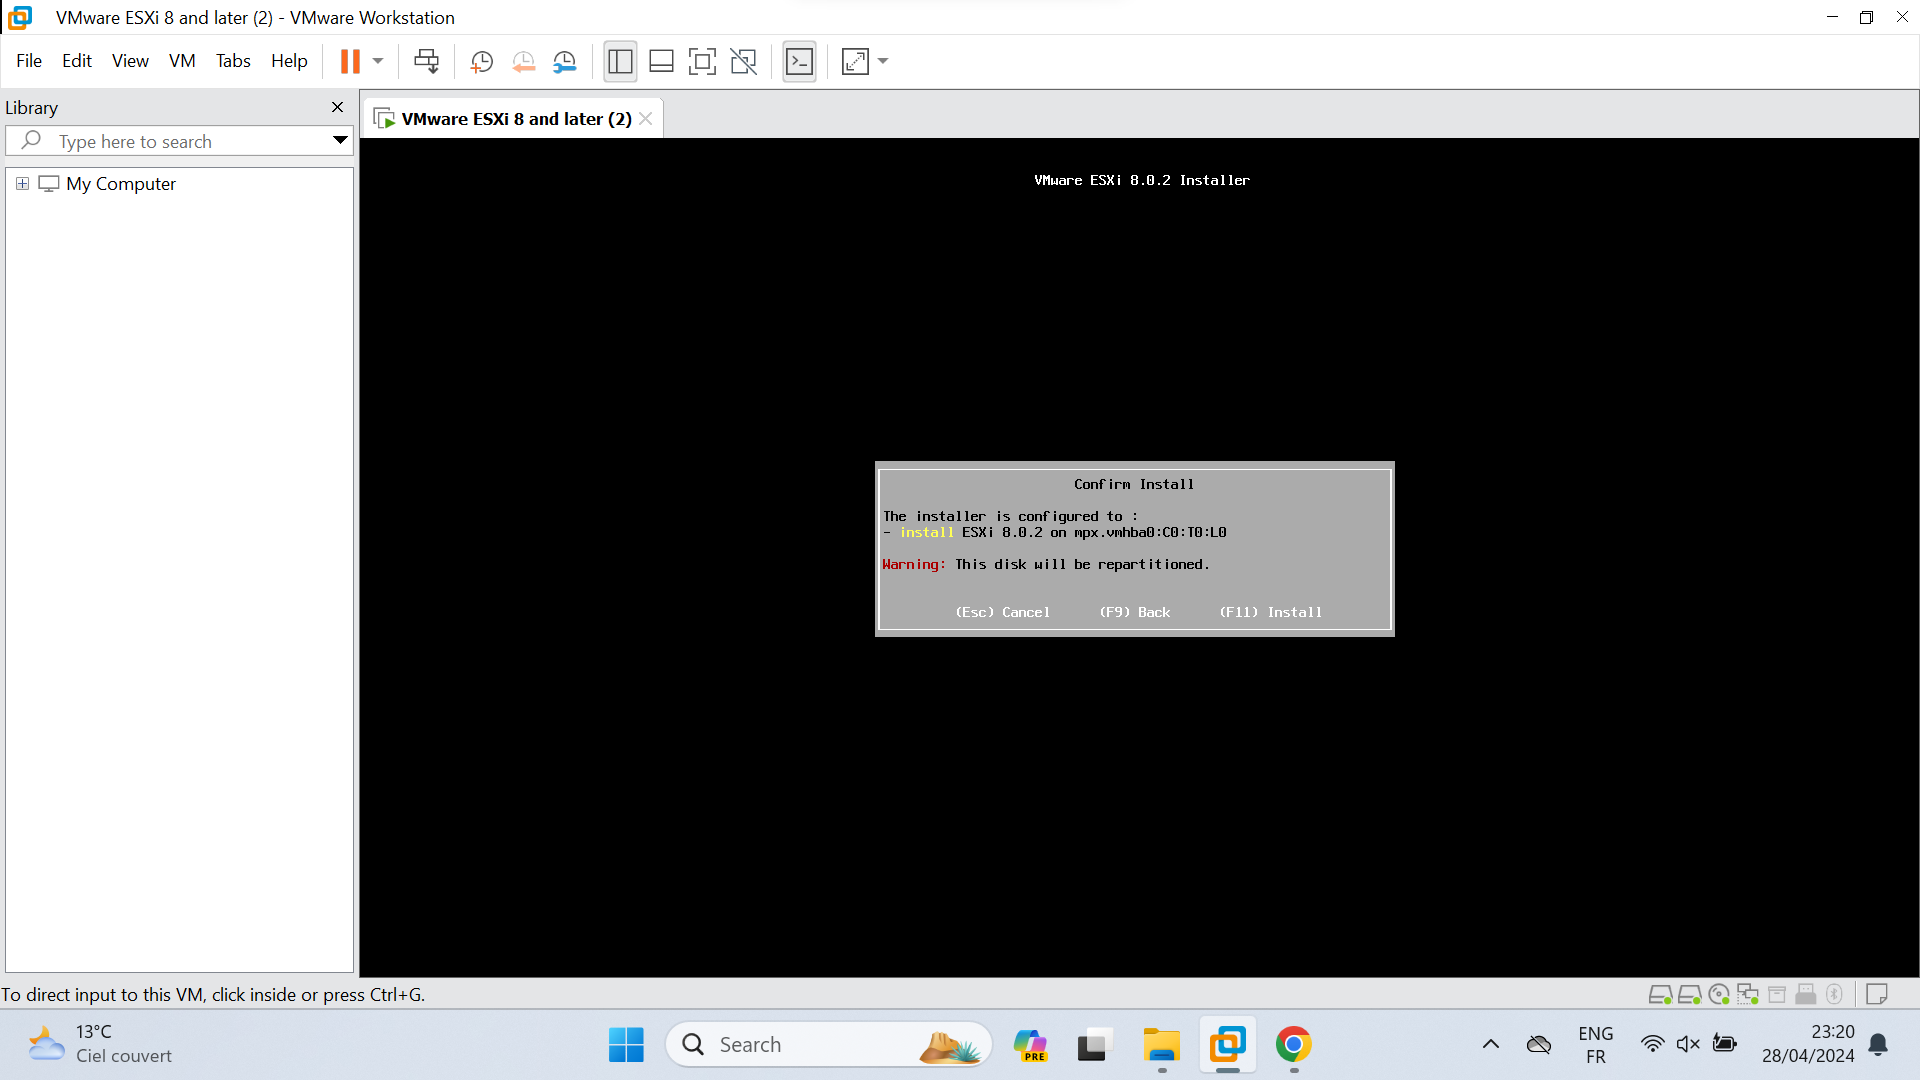 VMware ESXi 8 and later (2) - VMware Workstation
File Edit View VM Tabs Help
Library
Type here to search
My Computer
VMware ESXi 8 and later (2)
VMware ESXi 8.0.2 Installer
Confirm Install
The installer is configured to :
- install ESXi 8.0.2 on mpx.vmhba0:C0:T0:L0
Warning: This disk will be repartitioned.
(Esc) Cancel (F9) Back (F11) Install
To direct input to this VM, click inside or press Ctrl+G.
13°C
Ciel couvert
Search
PRE
ENG
FR
23:20
28/04/2024